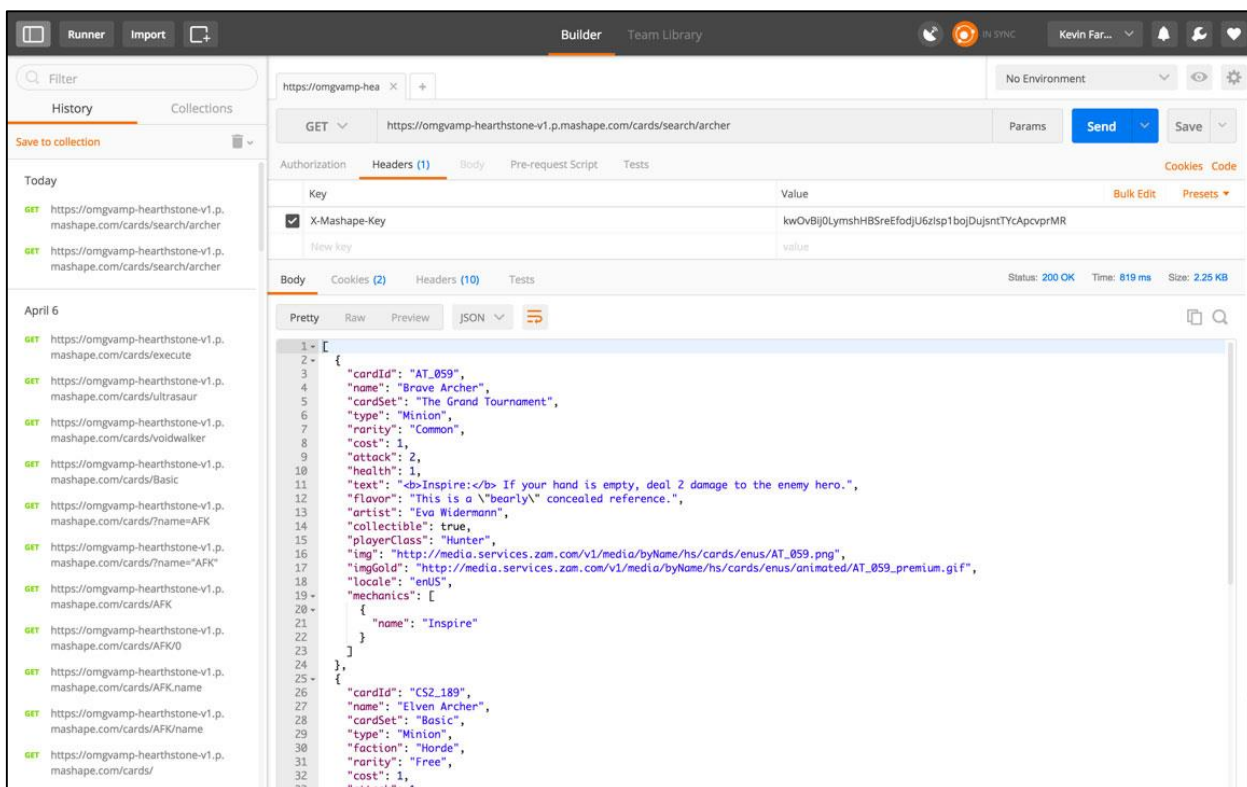 Runner Import Builder Team Library IN SYNC Kevin Far...
Filter
History Collections
Save to collection
Today
GET https://omgvamp-hearthstone-v1.p.
mashape.com/cards/search/archer
GET https://omgvamp-hearthstone-v1.p.
mashape.com/cards/search/archer
April 6
GET https://omgvamp-hearthstone-v1.p.
mashape.com/cards/execute
GET https://omgvamp-hearthstone-v1.p.
mashape.com/cards/ultrasaur
GET https://omgvamp-hearthstone-v1.p.
mashape.com/cards/voidwalker
GET https://omgvamp-hearthstone-v1.p.
mashape.com/cards/Basic
GET https://omgvamp-hearthstone-v1.p.
mashape.com/cards/?name=AFK
GET https://omgvamp-hearthstone-v1.p.
mashape.com/cards/?name="AFK"
GET https://omgvamp-hearthstone-v1.p.
mashape.com/cards/AFK
GET https://omgvamp-hearthstone-v1.p.
mashape.com/cards/AFK/0
GET https://omgvamp-hearthstone-v1.p.
mashape.com/cards/AFK.name
GET https://omgvamp-hearthstone-v1.p.
mashape.com/cards/AFK/name
GET https://omgvamp-hearthstone-v1.p.
mashape.com/cards/
https://omgvamp-hea
No Environment
GET https://omgvamp-hearthstone-v1.p.mashape.com/cards/search/archer Params Send Save
Authorization Headers (1) Body Pre-request Script Tests Cookies Code
Key Value Bulk Edit Presets
X-Mashape-Key kwOvBij0LymshHBSreEfodjU6zIsp1bojDujsntTYcApcvprMR
New key value
Body Cookies (2) Headers (10) Tests Status: 200 OK Time: 819 ms Size: 2.25 KB
Pretty Raw Preview JSON
1 [
2 {
3 "cardId": "AT_059",
4 "name": "Brave Archer",
5 "cardSet": "The Grand Tournament",
6 "type": "Minion",
7 "rarity": "Common",
8 "cost": 1,
9 "attack": 2,
10 "health": 1,
11 "text": "<b>Inspire:</b> If your hand is empty, deal 2 damage to the enemy hero.",
12 "flavor": "This is a \"bearly\" concealed reference.",
13 "artist": "Eva Widermann",
14 "collectible": true,
15 "playerClass": "Hunter",
16 "img": "http://media.services.zam.com/v1/media/byName/hs/cards/enus/AT_059.png",
17 "imgGold": "http://media.services.zam.com/v1/media/byName/hs/cards/enus/animated/AT_059_premium.gif",
18 "locale": "enUS",
19 "mechanics": [
20 {
21 "name": "Inspire"
22 }
23 ]
24 },
25 {
26 "cardId": "CS2_189",
27 "name": "Elven Archer",
28 "cardSet": "Basic",
29 "type": "Minion",
30 "faction": "Horde",
31 "rarity": "Free",
32 "cost": 1,